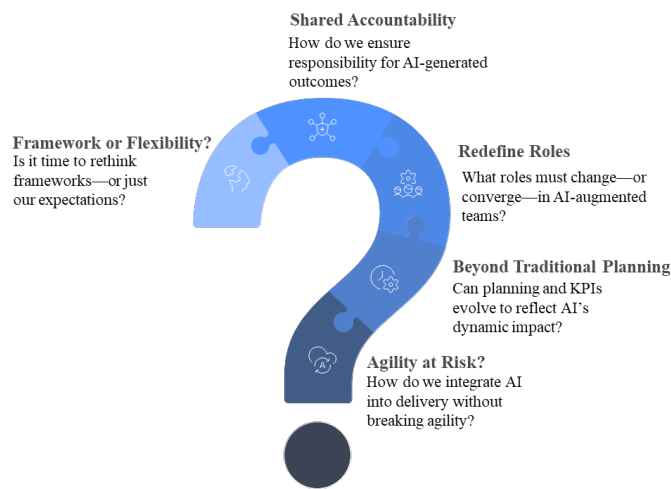 Shared Accountability
How do we ensure
responsibility for AI-generated
outcomes?
Framework or Flexibility?
Is it time to rethink
frameworks—or just
our expectations?
Redefine Roles
What roles must change—or
converge—in AI-augmented
teams?
Beyond Traditional Planning
Can planning and KPIs
evolve to reflect AI’s
dynamic impact?
Agility at Risk?
How do we integrate AI
into delivery without
breaking agility?
A